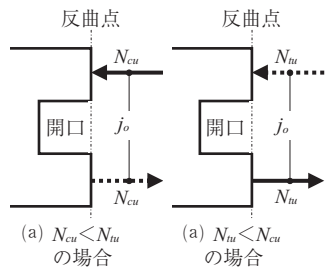 反曲点
N_cu
開口
j_o
N_cu
(a) N_cu＜N_tu
の場合
反曲点
N_tu
開口
j_o
N_tu
(a) N_tu＜N_cu
の場合